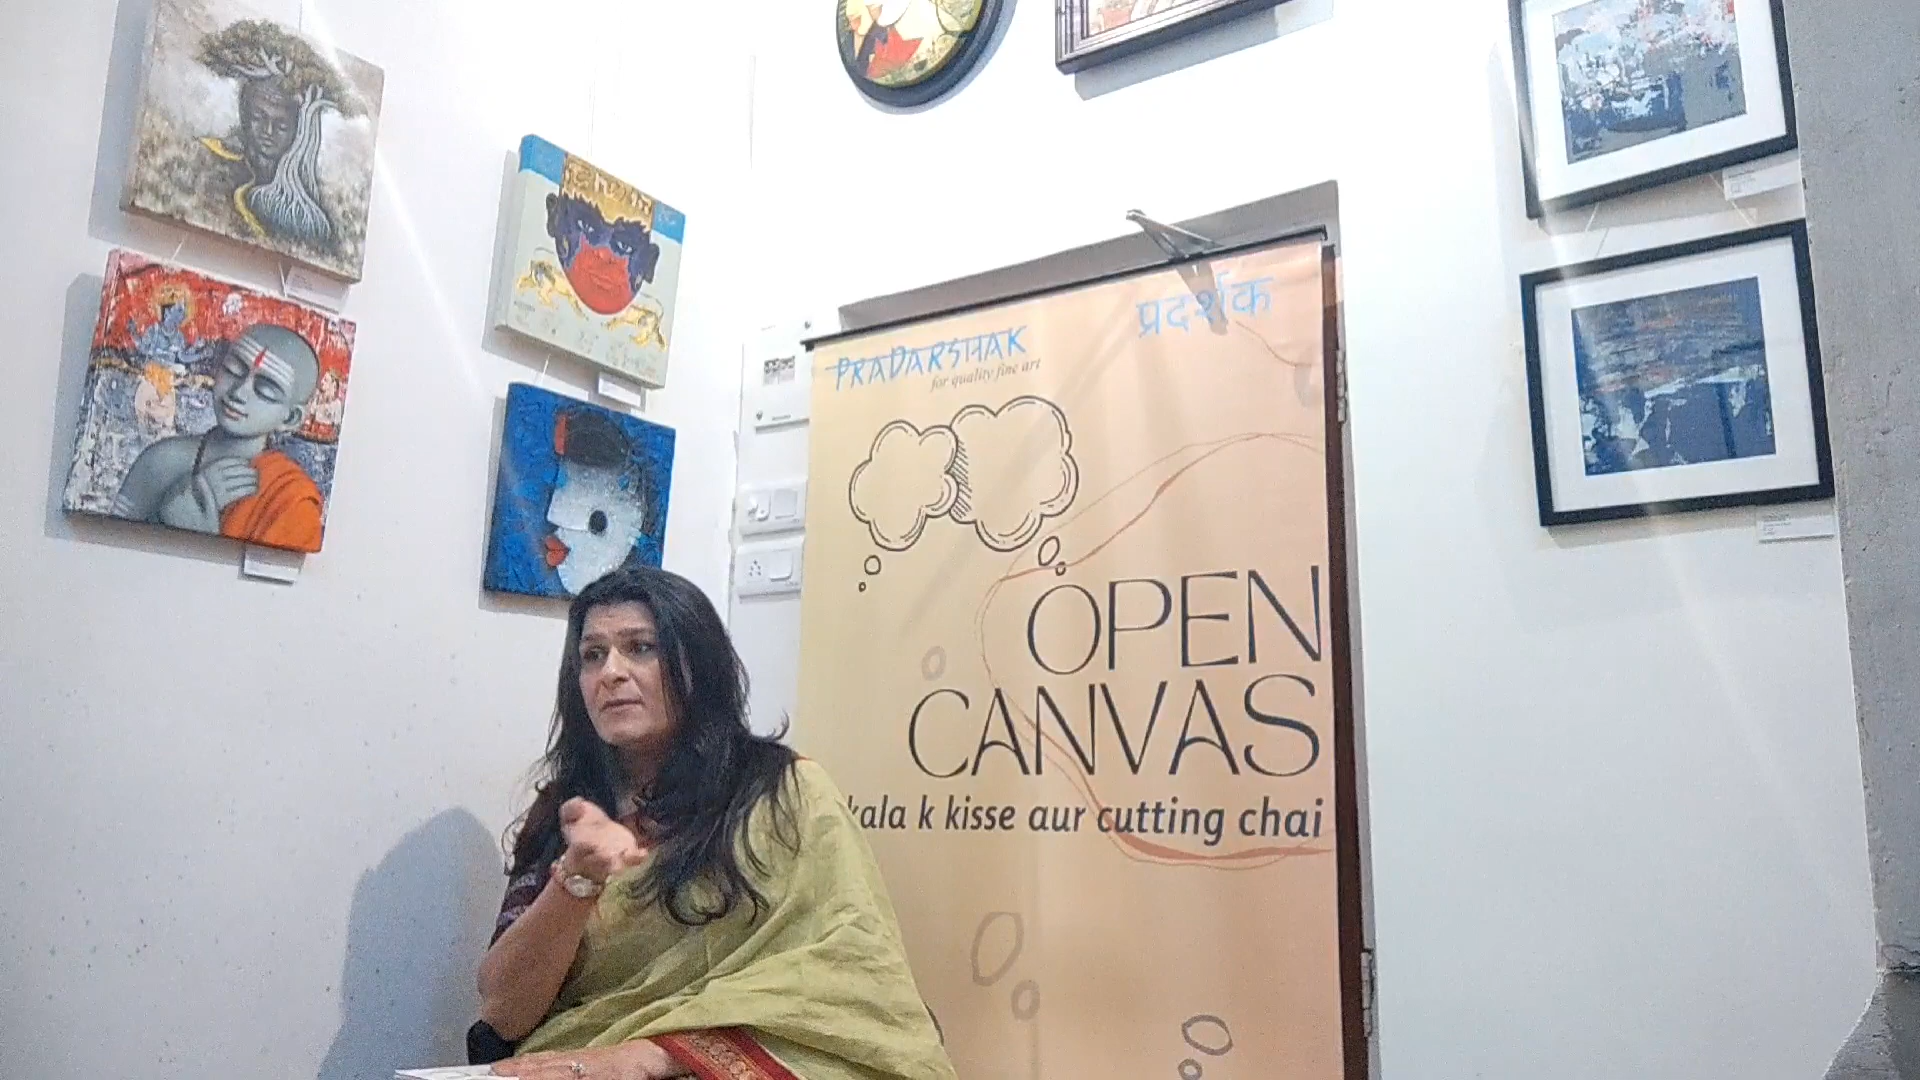 PRADARSHAK
for quality fine art
प्रदर्शक
OPEN
CANVAS
kala k kisse aur cutting chai